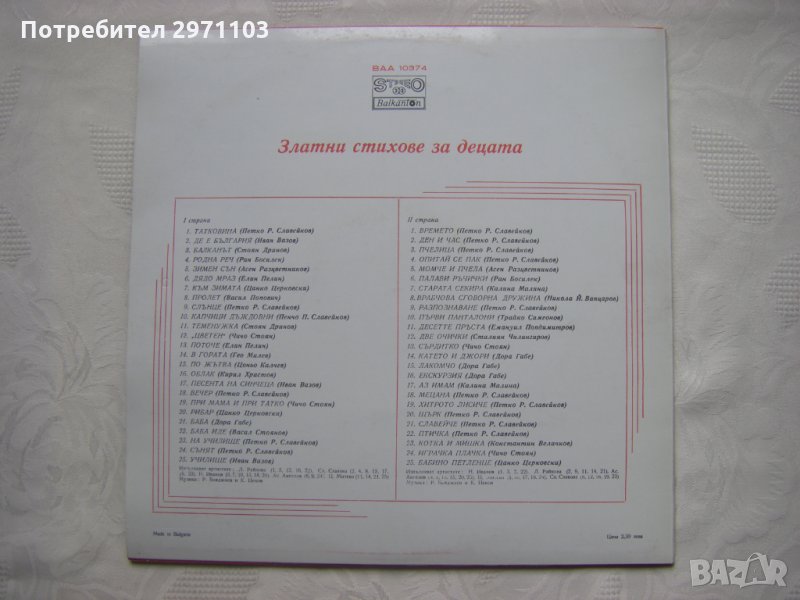 Потребител 2971103
ВАА 10374
STEREO
33
Balkanton
Златни стихове за децата
I страна
1. ТАТКОВИНА (Петко Р. Славейков)
2. ДЕ Е БЪЛГАРИЯ (Иван Вазов)
3. КАЛКАНЪТ (Стоян Дринов)
4. РОДНА РЕЧ (Ран Босилек)
5. ЗИМЕН СЪН (Асен Разцветников)
6. ДЯДО МРАЗ (Елин Пелин)
7. КЪМ ЗИМАТА (Цанко Церковски)
8. ПРОЛЕТ (Васил Попович)
9. СЛЪНЦЕ (Петко Р. Славейков)
10. КАПЧИЦИ ДЪЖДОВНИ (Пенчо П. Славейков)
11. ТЕМЕНУЖКА (Стоян Дринов)
12. „ЦВЕТЕН" (Чичо Стоян)
13. ПОТОЧЕ (Елин Пелин)
14. В ГОРАТА (Гео Милев)
15. ПО ЖЪТВА (Цоньо Калчев)
16. ОБЛАК (Кирил Христов)
17. ПЕСЕНТА НА СИНЧЕЦА (Иван Вазов)
18. ВЕЧЕР (Петко Р. Славейков)
19. ПРИ МАМА И ПРИ ТАТКО (Чичо Стоян)
20. РИБАР (Цанко Церковски)
21. БАБА (Дора Габе)
22. БАБА ИДЕ (Васил Стоянов)
23. НА УЧИЛИЩЕ (Петко Р. Славейков)
24. СЪНЯТ (Петко Р. Славейков)
25. УЧИЛИЩЕ (Иван Вазов)
II страна
1. ВРЕМЕТО (Петко Р. Славейков)
2. ДЕН И ЧАС (Петко Р. Славейков)
3. ПЧЕЛИЦА (Петко Р. Славейков)
4. ОПИТАЙ СЕ ПАК (Петко Р. Славейков)
5. МОМЧЕ И ПЧЕЛА (Асен Разцветников)
6. ПАЛАВИ РЪЧИЧКИ (Ран Босилек)
7. СТАРАТА СЕКИРА (Калина Малина)
8. ВРАБЧОВА СГОВОРНА ДРУЖИНА (Никола Й. Вапцаров)
9. РАЗПОЗНАВАНЕ (Петко Р. Славейков)
10. ПЪРВИ ПАНТАЛОНИ (Трайко Симеонов)
11. ДЕСЕТТЕ ПРЪСТА (Емануил Попдимитров)
12. ДВЕ ОЧИЧКИ (Стилиян Чилингиров)
13. СЪРДИТКО (Чичо Стоян)
14. КАТЕТО И ДЖОРИ (Дора Габе)
15. ЛАКОМЧО (Дора Габе)
16. ЕКСКУРЗИЯ (Дора Габе)
17. АЗ ИМАМ (Калина Малина)
18. МЕЦАНА (Петко Р. Славейков)
19. ХИТРОТО ЛИСИЧЕ (Петко Р. Славейков)
20. ЩЪРК (Петко Р. Славейков)
21. СЛАВЕЙЧЕ (Петко Р. Славейков)
22. ПТИЧКА (Петко Р. Славейков)
23. КОТКА И МИШКА (Константин Величков)
24. ИГРАЧКА ПЛАЧКА (Чичо Стоян)
25. БАБИНО ПЕТЛЕНЦЕ (Цанко Церковски)
Made in Bulgaria
Цена 2,30 лева
BAZAR